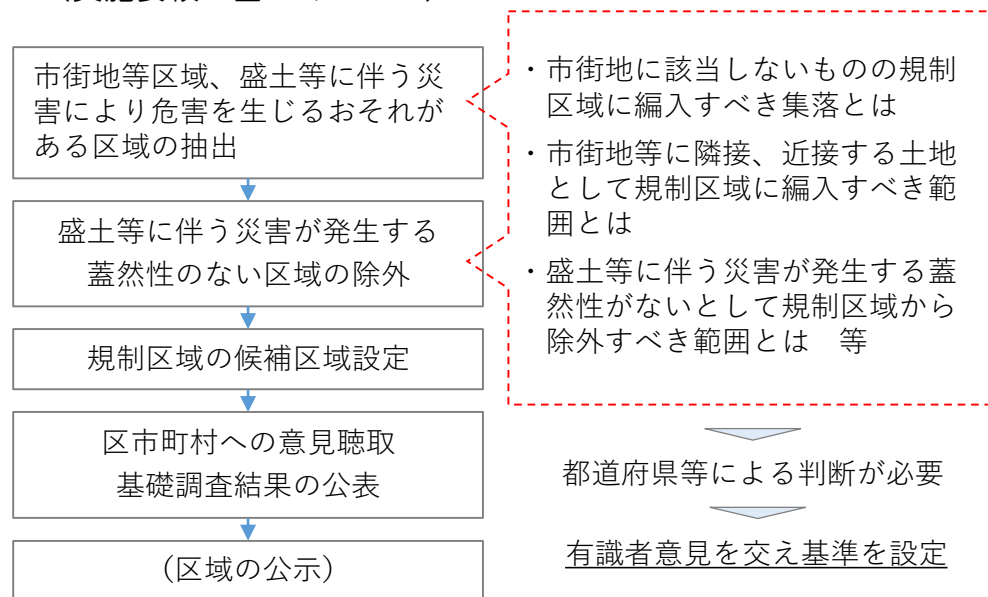 市街地等区域、盛土等に伴う災
害により危害を生じるおそれが
ある区域の抽出
盛土等に伴う災害が発生する
蓋然性のない区域の除外
規制区域の候補区域設定
区市町村への意見聴取
基礎調査結果の公表
(区域の公示)
・市街地に該当しないものの規制
区域に編入すべき集落とは
・市街地等に隣接、近接する土地
として規制区域に編入すべき範
囲とは
・盛土等に伴う災害が発生する蓋
然性がないとして規制区域から
除外すべき範囲とは 等
都道府県等による判断が必要
有識者意見を交え基準を設定